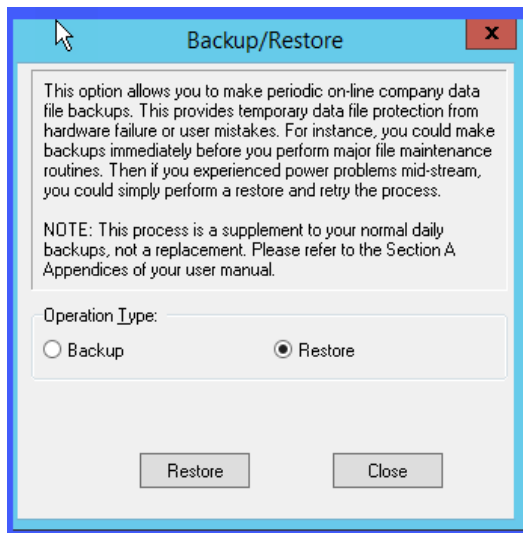 Backup/Restore
x
This option allows you to make periodic on-line company data
file backups. This provides temporary data file protection from
hardware failure or user mistakes. For instance, you could make
backups immediately before you perform major file maintenance
routines. Then if you experienced power problems mid-stream,
you could simply perform a restore and retry the process.
NOTE: This process is a supplement to your normal daily
backups, not a replacement. Please refer to the Section A
Appendices of your user manual.
Operation Type:
Backup Restore
Restore Close